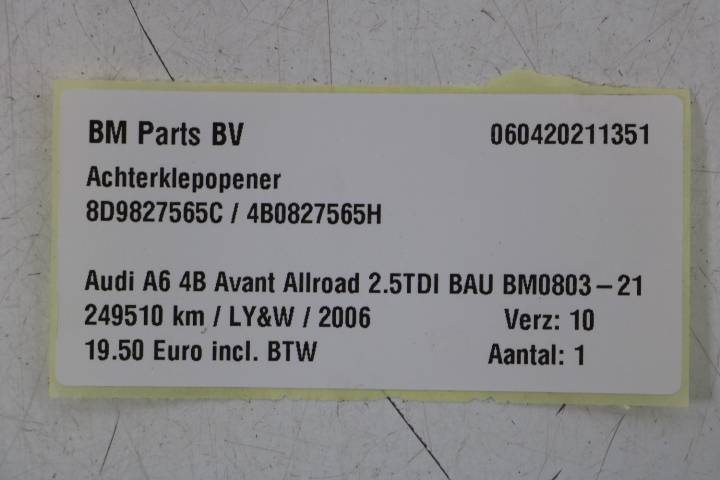 BM Parts BV 060420211351
Achterklepopener
8D9827565C / 4B0827565H
Audi A6 4B Avant Allroad 2.5TDI BAU BM0803-21
249510 km / LY&W / 2006 Verz: 10
19.50 Euro incl. BTW Aantal: 1